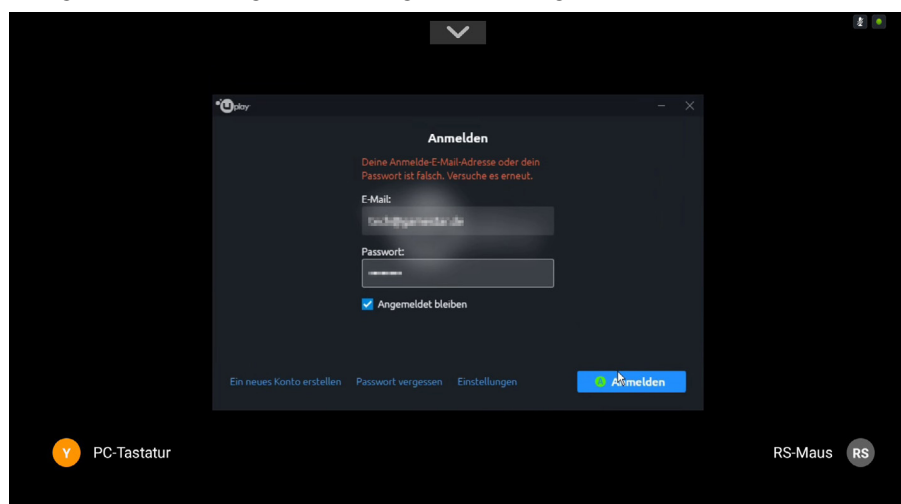 Uplay
Anmelden
Deine Anmelde-E-Mail-Adresse oder dein
Passwort ist falsch. Versuche es erneut.
E-Mail:
Passwort:
Angemeldet bleiben
Ein neues Konto erstellen Passwort vergessen Einstellungen A Anmelden
Y PC-Tastatur RS-Maus RS